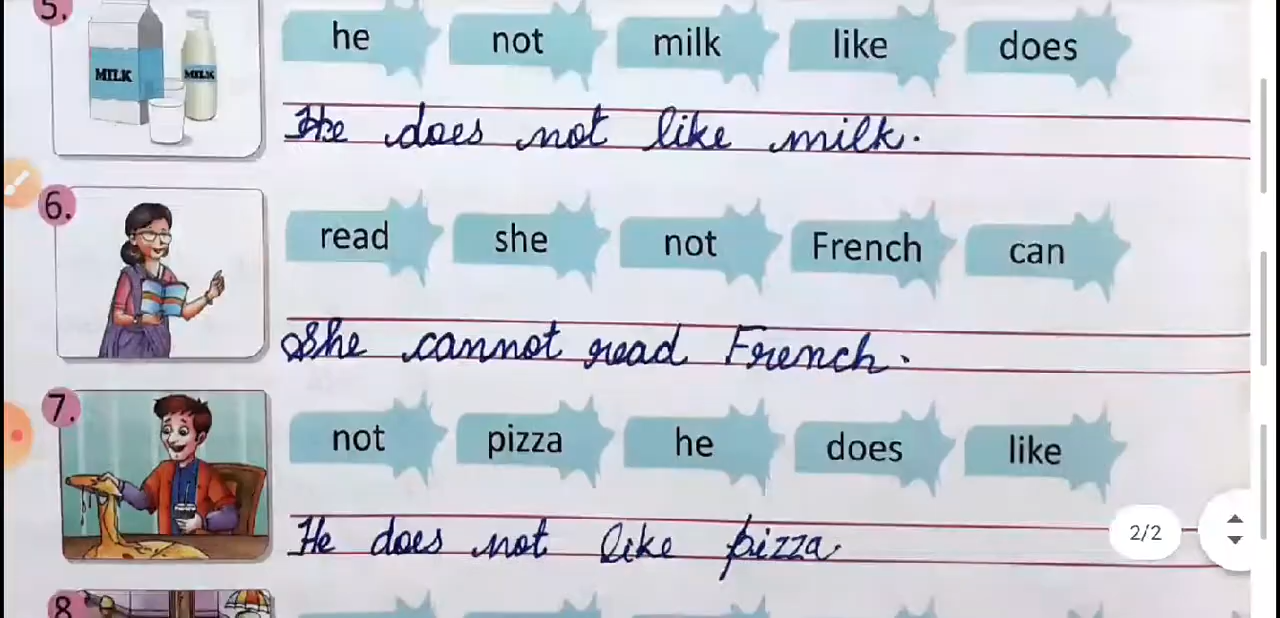 5.
MILK MILK
he not milk like does
He does not like milk.
6.
read she not French can
She cannot read French.
7.
not pizza he does like
He does not like pizza.
2/2
8